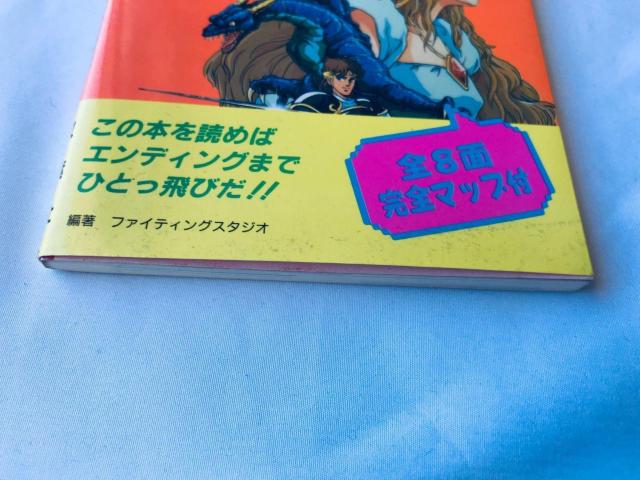 この本を読めば
エンディングまで
ひとっ飛びだ!!
編著 ファイティングスタジオ
全8面
完全マップ付